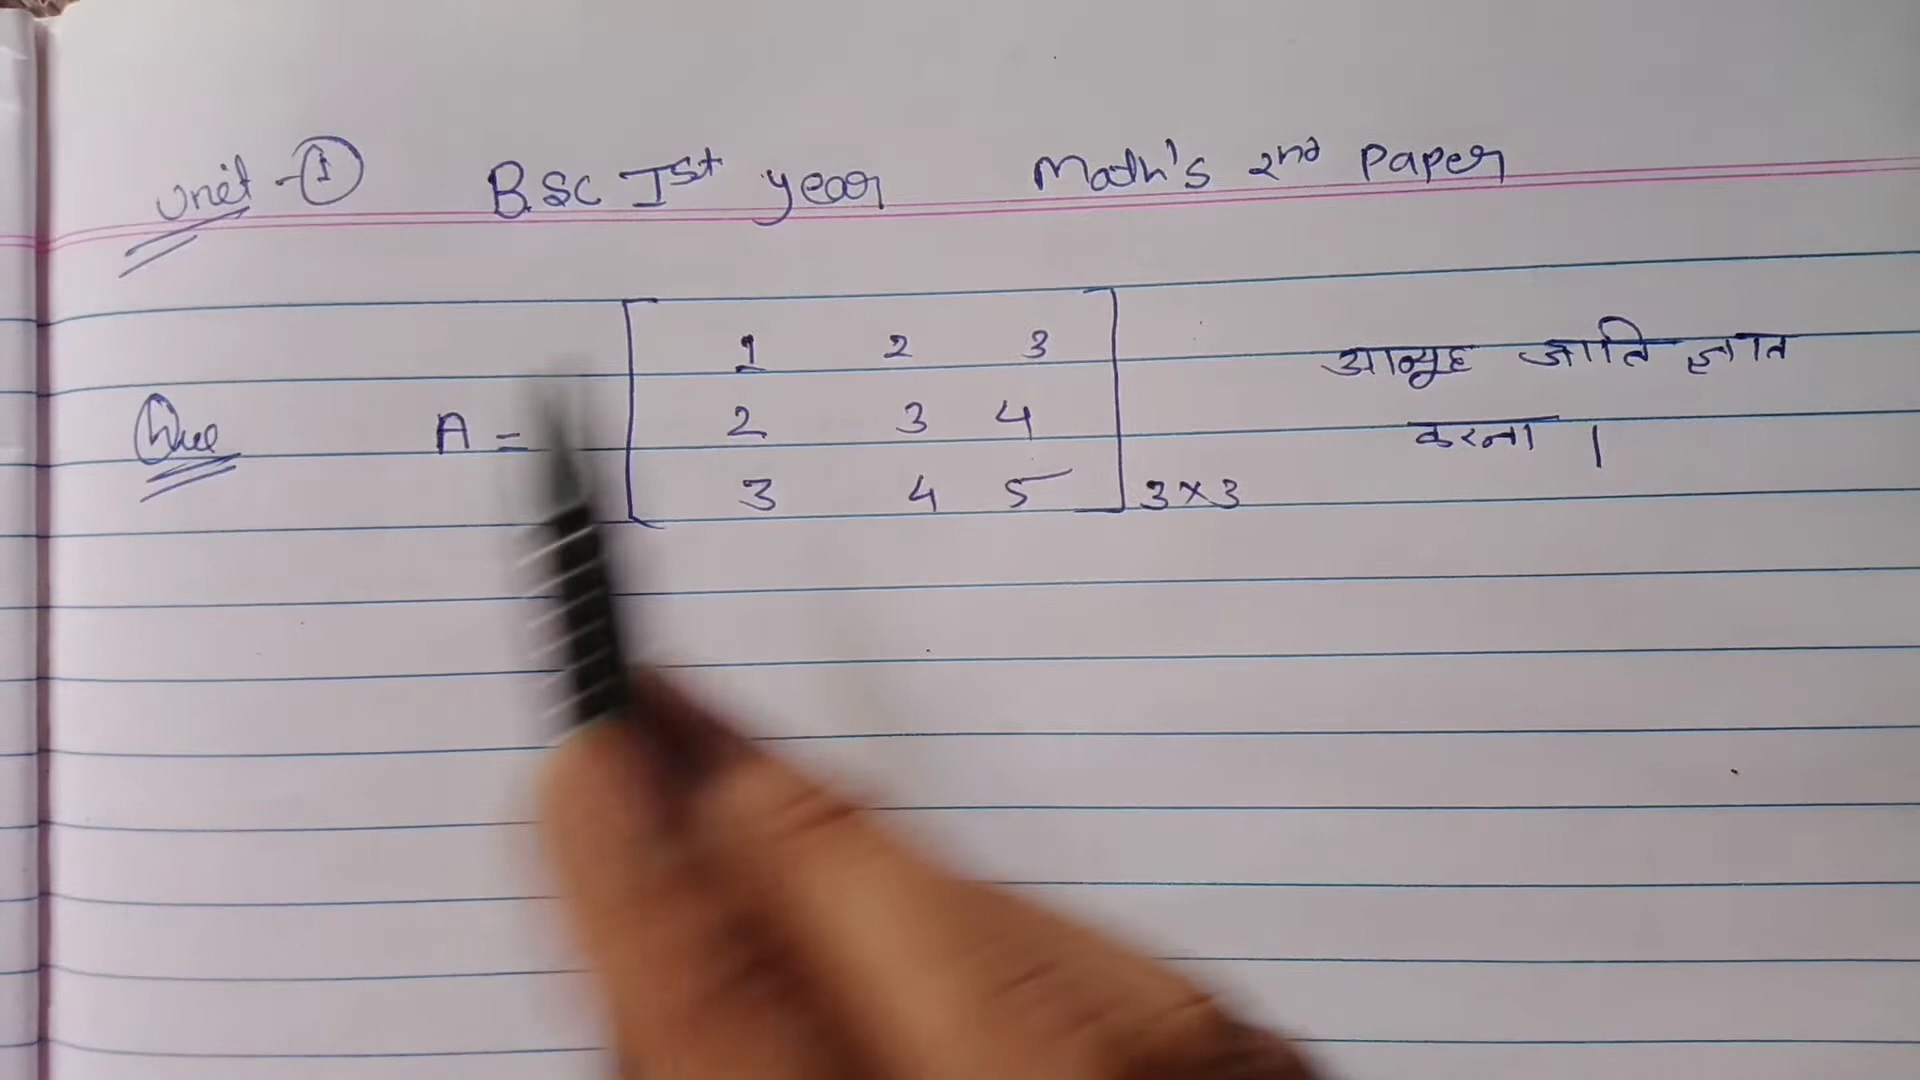 Unit - ① BSc Ist year Math's 2nd paper
1 2 3 आव्यूह जाति ज्ञात
Que A = 2 3 4 करना ।
3 4 5 3×3